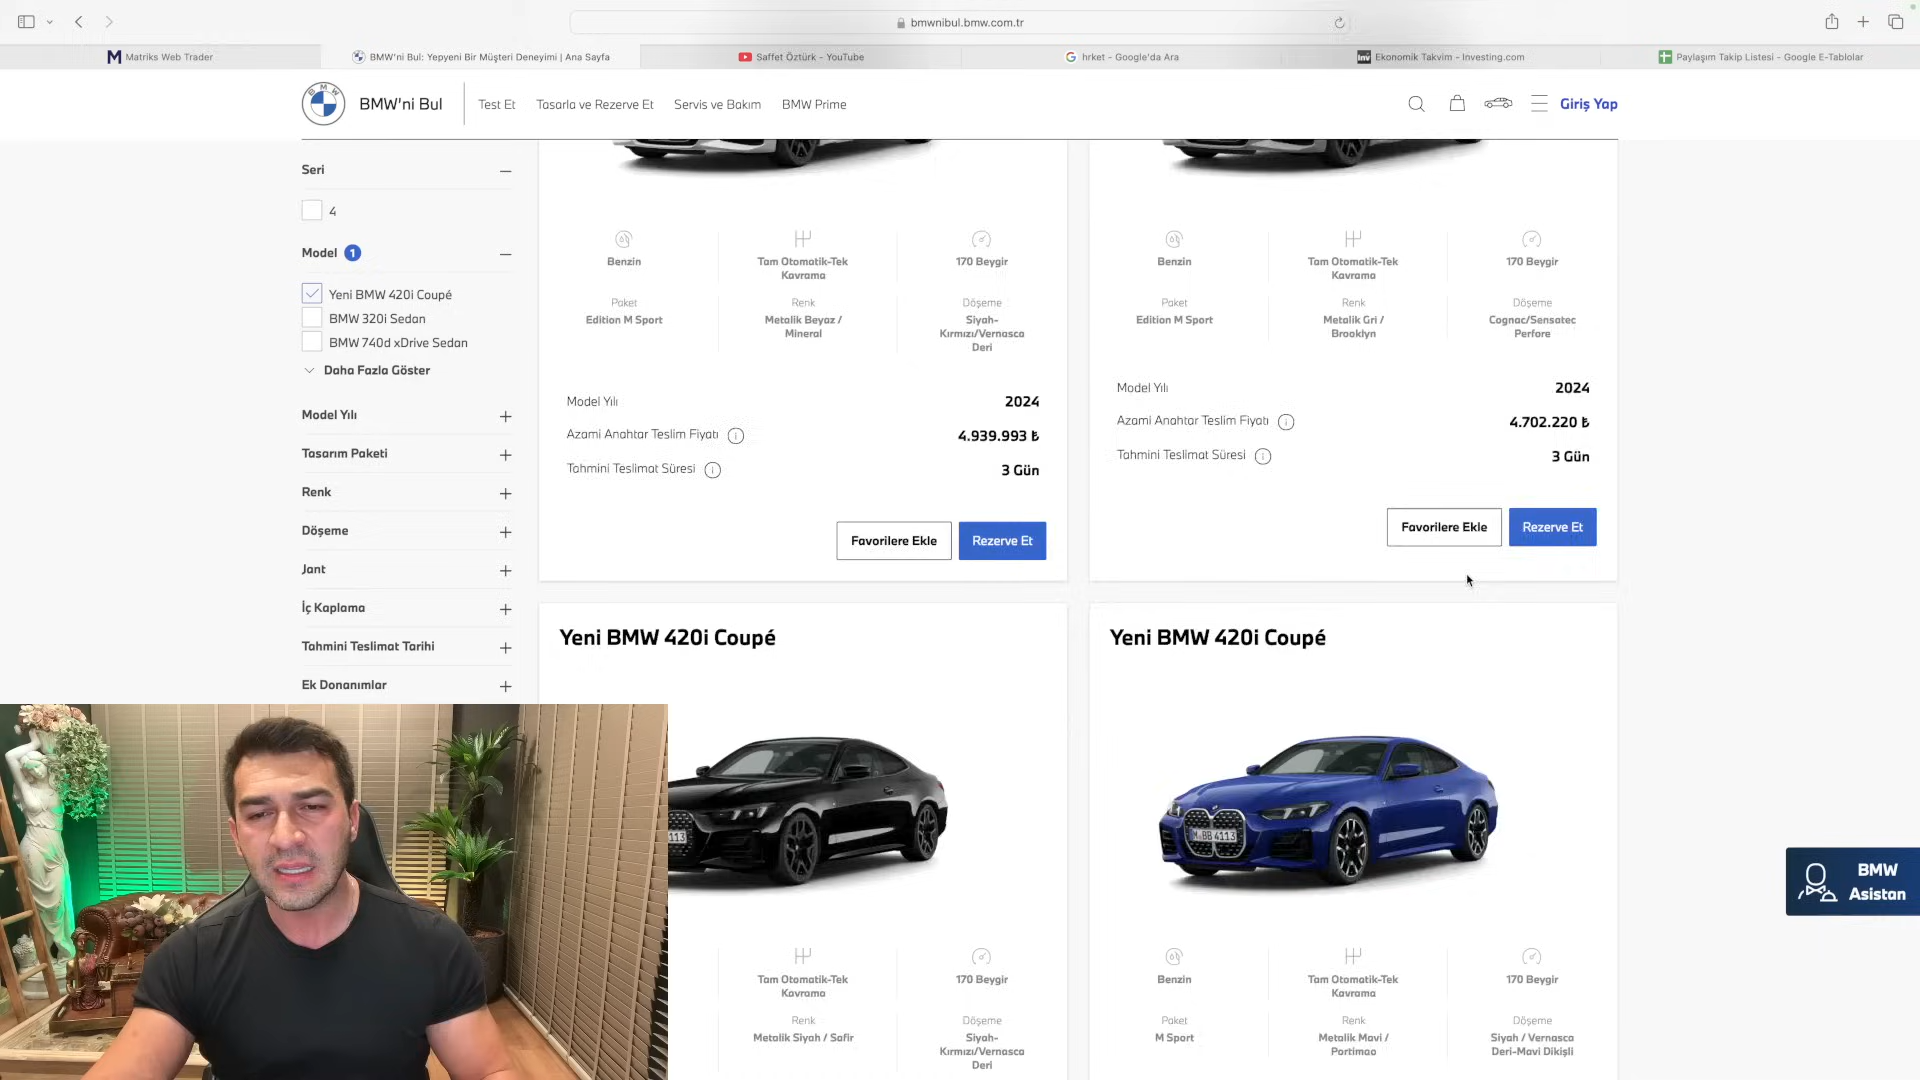 bmwnibul.bmw.com.tr
Matriks Web Trader
BMW'ni Bul: Yepyeni Bir Müşteri Deneyimi | Ana Sayfa
Saffet Öztürk - YouTube
hrket - Google'da Ara
Ekonomik Takvim - Investing.com
Paylaşım Takip Listesi - Google E-Tablolar
BMW'ni Bul
Test Et
Tasarla ve Rezerve Et
Servis ve Bakım
BMW Prime
Giriş Yap
Seri
4
Model 1
Yeni BMW 420i Coupé
BMW 320i Sedan
BMW 740d xDrive Sedan
Daha Fazla Göster
Model Yılı
Tasarım Paketi
Renk
Döşeme
Jant
İç Kaplama
Tahmini Teslimat Tarihi
Ek Donanımlar
Benzin
Tam Otomatik-Tek
Kavrama
170 Beygir
Paket
Edition M Sport
Renk
Metalik Beyaz /
Mineral
Döşeme
Siyah-
Kırmızı/Vernasca
Deri
Model Yılı
2024
Azami Anahtar Teslim Fiyatı
4.939.993 ₺
Tahmini Teslimat Süresi
3 Gün
Favorilere Ekle
Rezerve Et
Benzin
Tam Otomatik-Tek
Kavrama
170 Beygir
Paket
Edition M Sport
Renk
Metalik Gri /
Brooklyn
Döşeme
Cognac/Sensatec
Perfore
Model Yılı
2024
Azami Anahtar Teslim Fiyatı
4.702.220 ₺
Tahmini Teslimat Süresi
3 Gün
Favorilere Ekle
Rezerve Et
Yeni BMW 420i Coupé
Tam Otomatik-Tek
Kavrama
170 Beygir
Renk
Metalik Siyah / Safir
Döşeme
Siyah-
Kırmızı/Vernasca
Deri
Yeni BMW 420i Coupé
M BB 4113
Benzin
Tam Otomatik-Tek
Kavrama
170 Beygir
Paket
M Sport
Renk
Metalik Mavi /
Portimao
Döşeme
Siyah / Vernasca
Deri-Mavi Dikişli
BMW
Asistan